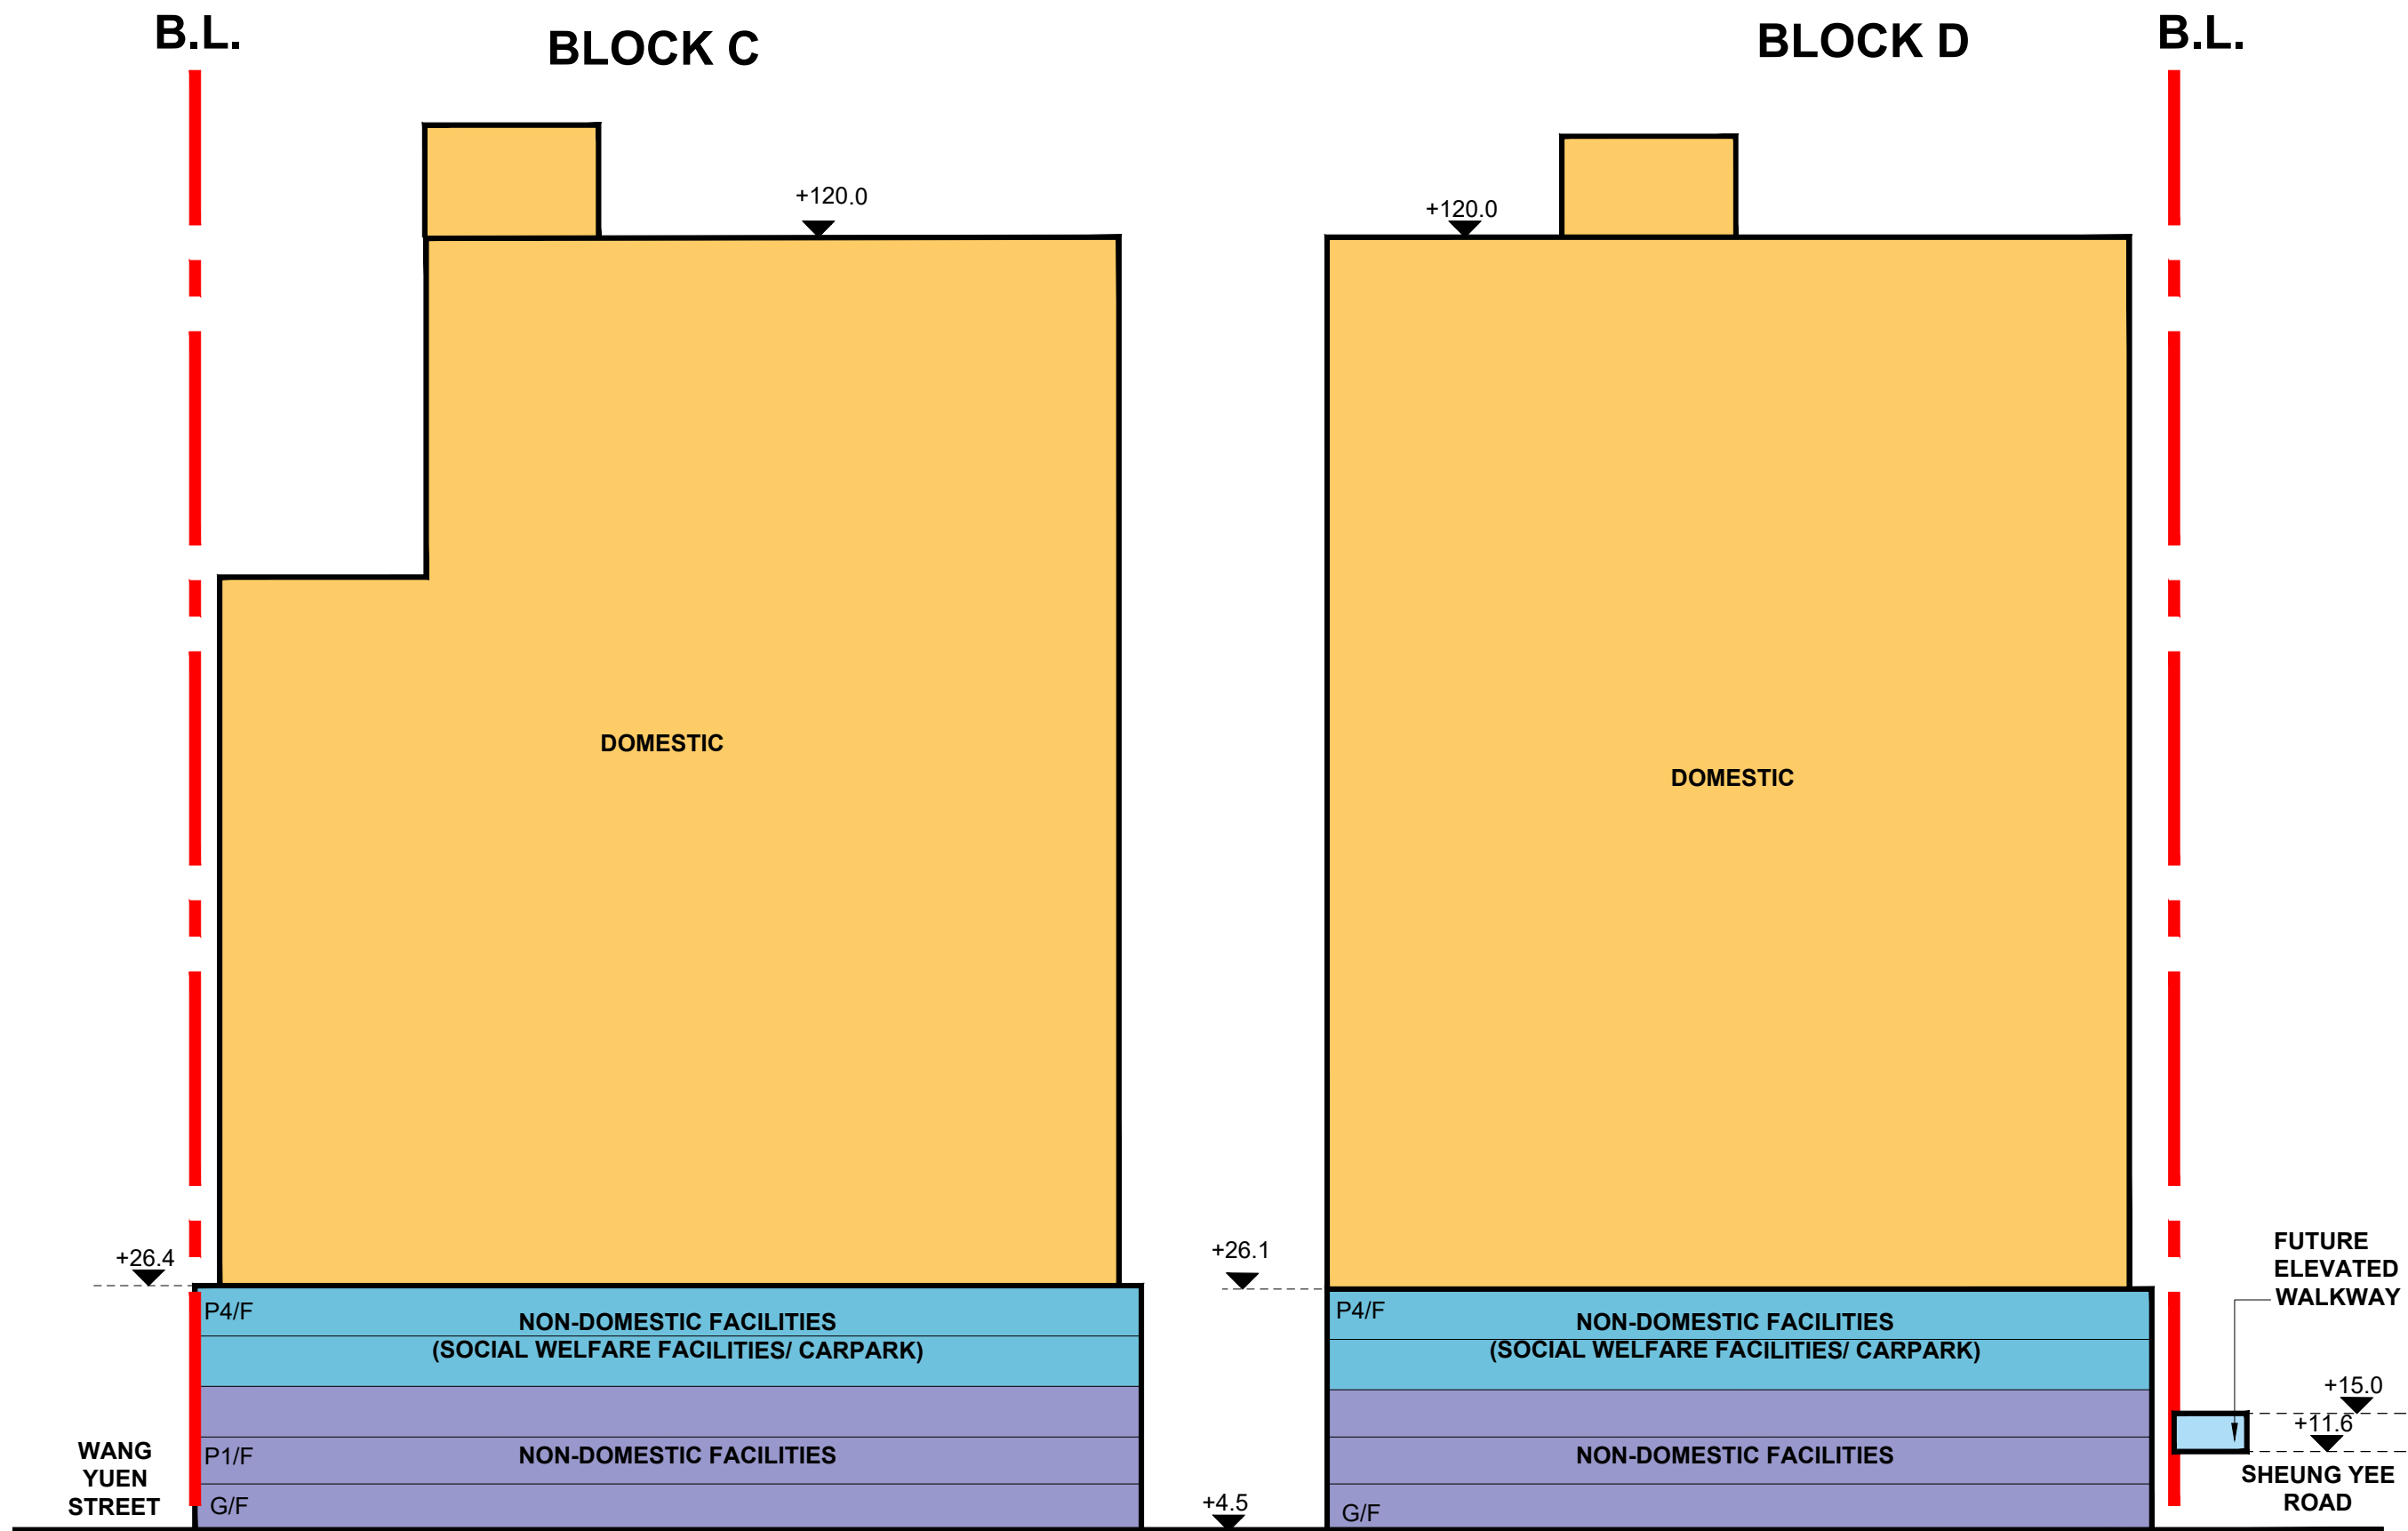 B.L.
BLOCK C
BLOCK D
B.L.
+120.0
+120.0
DOMESTIC
DOMESTIC
+26.4
+26.1
FUTURE
ELEVATED
WALKWAY
P4/F
NON-DOMESTIC FACILITIES
(SOCIAL WELFARE FACILITIES/ CARPARK)
P4/F
NON-DOMESTIC FACILITIES
(SOCIAL WELFARE FACILITIES/ CARPARK)
+15.0
+11.6
WANG
YUEN
STREET
P1/F
NON-DOMESTIC FACILITIES
NON-DOMESTIC FACILITIES
SHEUNG YEE
ROAD
G/F
+4.5
G/F